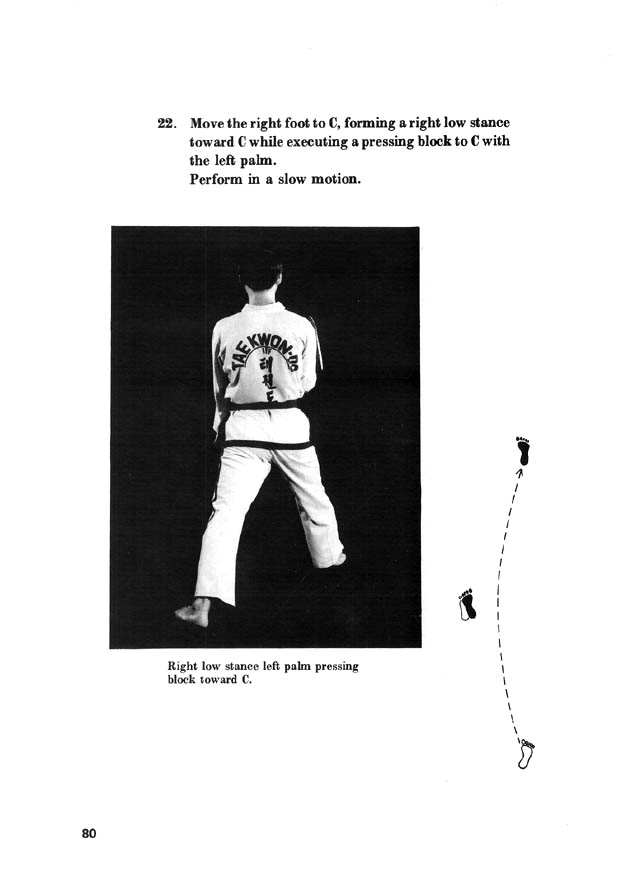 22. Move the right foot to C, forming a right low stance
toward C while executing a pressing block to C with
the left palm.
Perform in a slow motion.
TAEKWON-DO
태
권
도
Right low stance left palm pressing
block toward C.
80